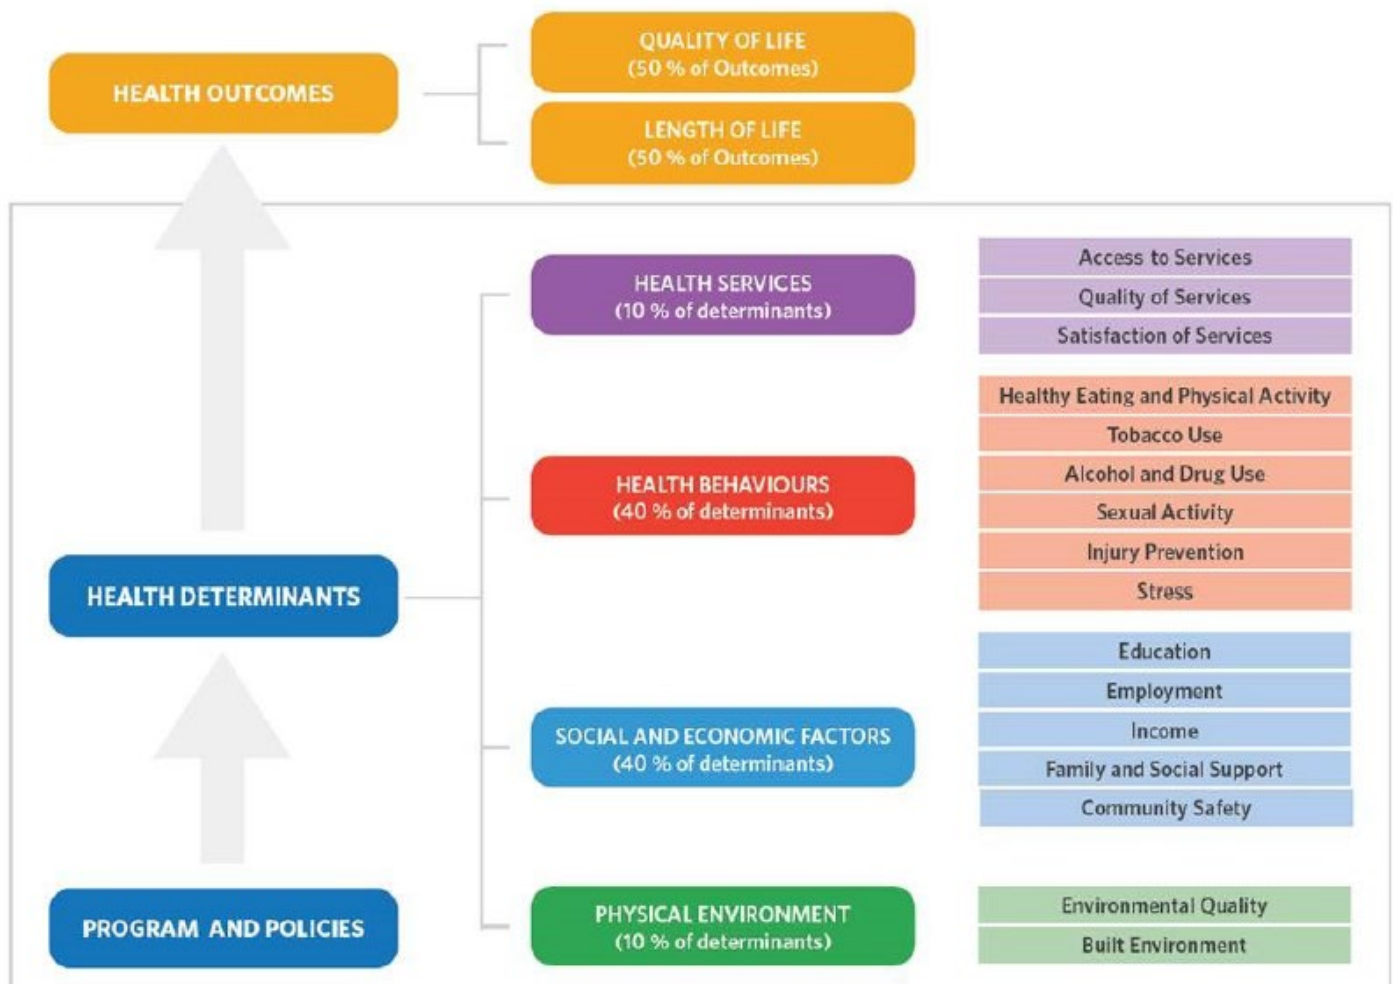 HEALTH OUTCOMES
QUALITY OF LIFE
(50 % of Outcomes)
LENGTH OF LIFE
(50 % of Outcomes)
HEALTH DETERMINANTS
HEALTH SERVICES
(10 % of determinants)
Access to Services
Quality of Services
Satisfaction of Services
HEALTH BEHAVIOURS
(40 % of determinants)
Healthy Eating and Physical Activity
Tobacco Use
Alcohol and Drug Use
Sexual Activity
Injury Prevention
Stress
SOCIAL AND ECONOMIC FACTORS
(40 % of determinants)
Education
Employment
Income
Family and Social Support
Community Safety
PHYSICAL ENVIRONMENT
(10 % of determinants)
Environmental Quality
Built Environment
PROGRAM AND POLICIES